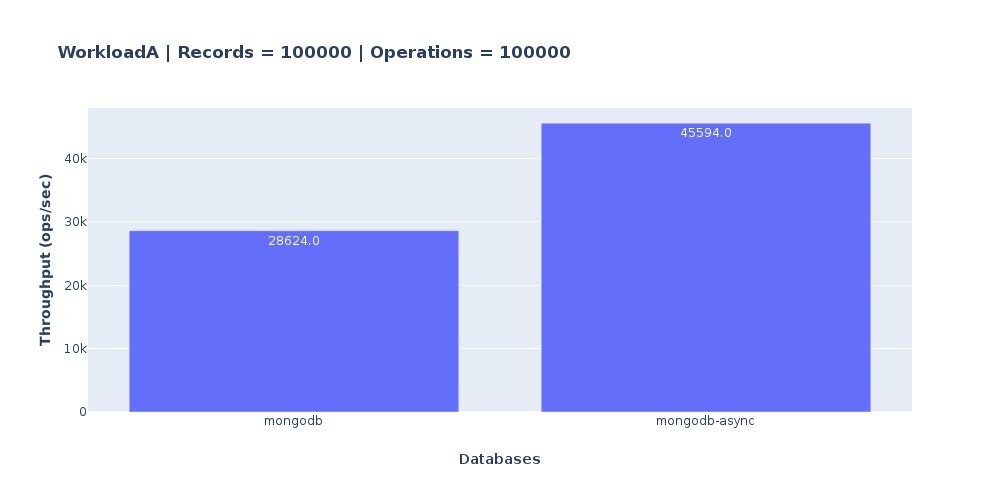 WorkloadA | Records = 100000 | Operations = 100000
Throughput (ops/sec)
40k
30k
20k
10k
0
28624.0
45594.0
mongodb
mongodb-async
Databases